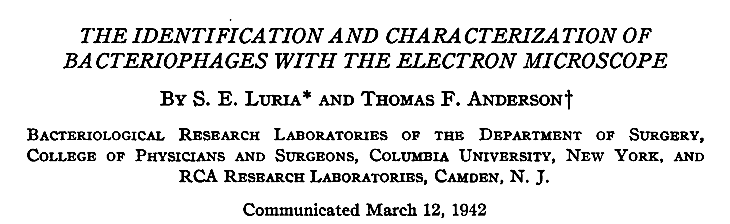 THE IDENTIFICATION AND CHARACTERIZATION OF
BACTERIOPHAGES WITH THE ELECTRON MICROSCOPE
BY S. E. LURIA* AND THOMAS F. ANDERSON†
BACTERIOLOGICAL RESEARCH LABORATORIES OF THE DEPARTMENT OF SURGERY,
COLLEGE OF PHYSICIANS AND SURGEONS, COLUMBIA UNIVERSITY, NEW YORK, AND
RCA RESEARCH LABORATORIES, CAMDEN, N. J.
Communicated March 12, 1942